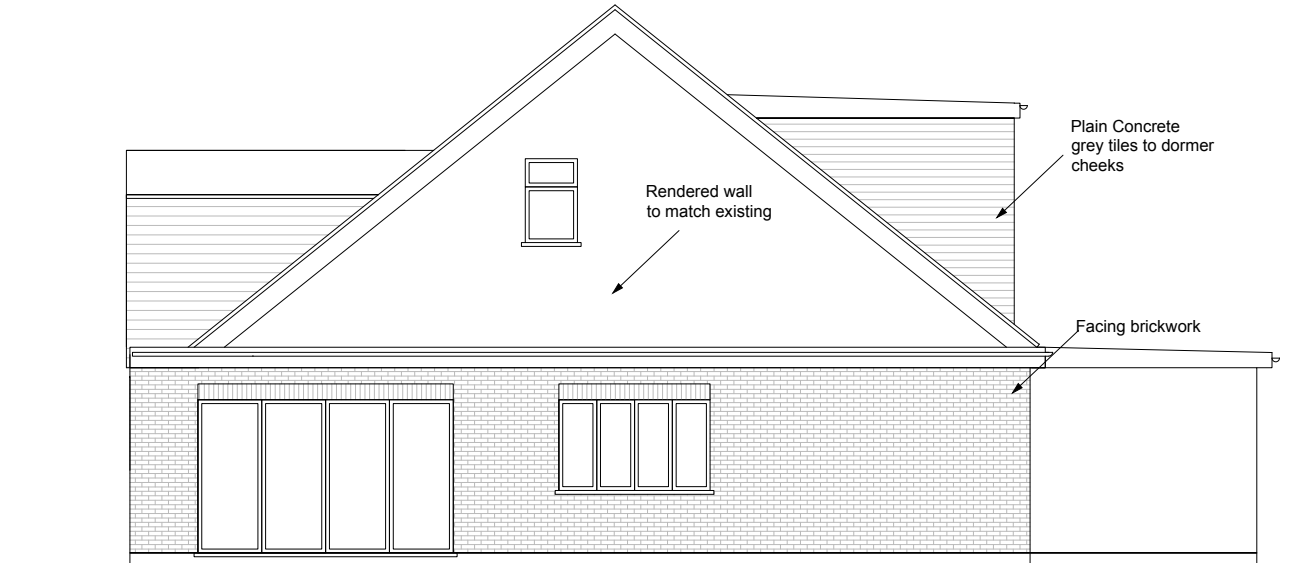 Plain Concrete
grey tiles to dormer
cheeks
Rendered wall
to match existing
Facing brickwork